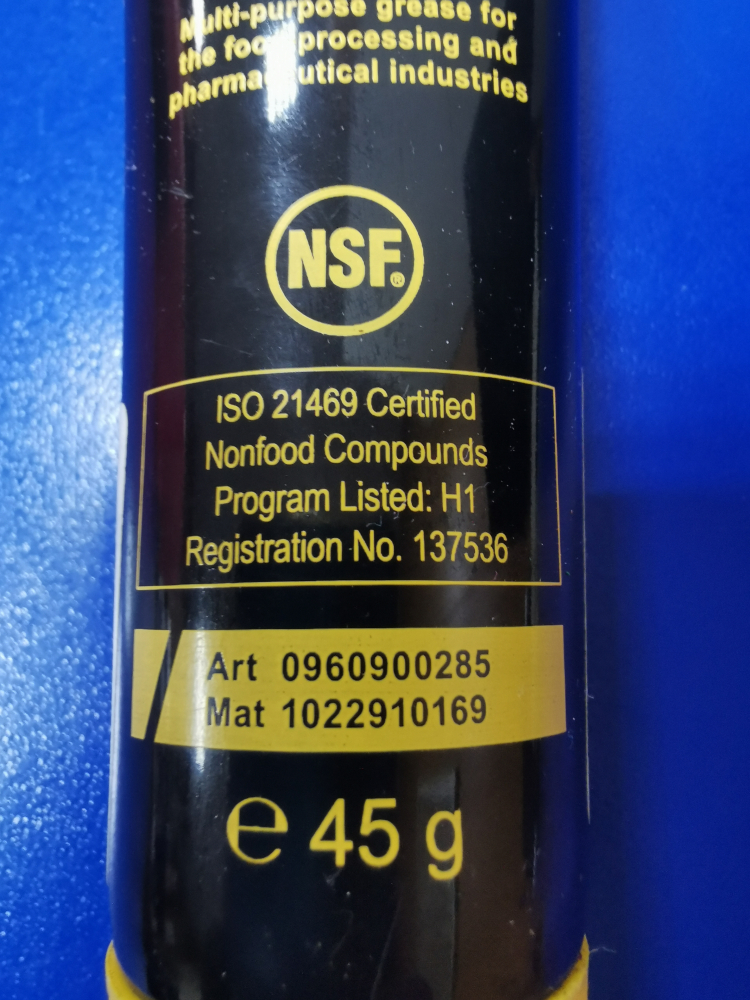 Multi-purpose grease for
the food processing and
pharmaceutical industries
NSF®
ISO 21469 Certified
Nonfood Compounds
Program Listed: H1
Registration No. 137536
Art 0960900285
Mat 1022910169
℮ 45 g